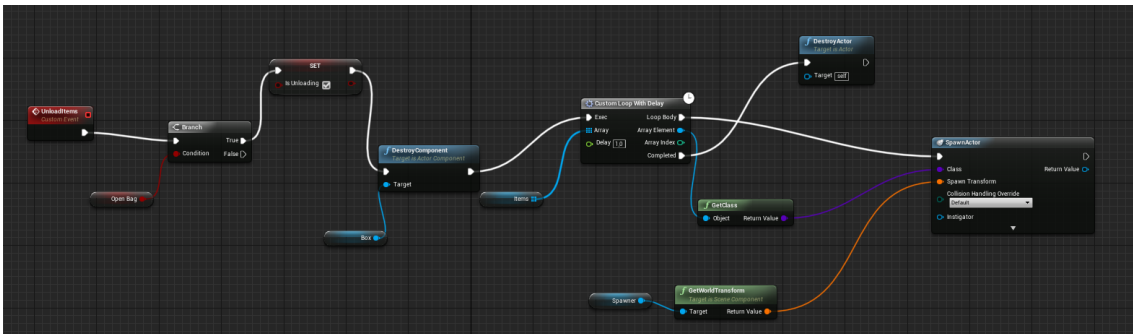 UnloadItems
Custom Event
Branch
True
Condition
False
Open Bag
SET
Is Unloading
DestroyComponent
Target is Actor Component
Target
Box
Items
Custom Loop With Delay
Exec
Loop Body
Array
Array Element
Delay 1,0
Array Index
Completed
DestroyActor
Target is Actor
Target self
GetClass
Object
Return Value
Spawner
GetWorldTransform
Target is Scene Component
Target
Return Value
SpawnActor
Class
Return Value
Spawn Transform
Collision Handling Override
Default
Instigator